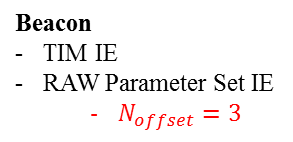 Beacon
- TIM IE
- RAW Parameter Set IE
- N_offset = 3